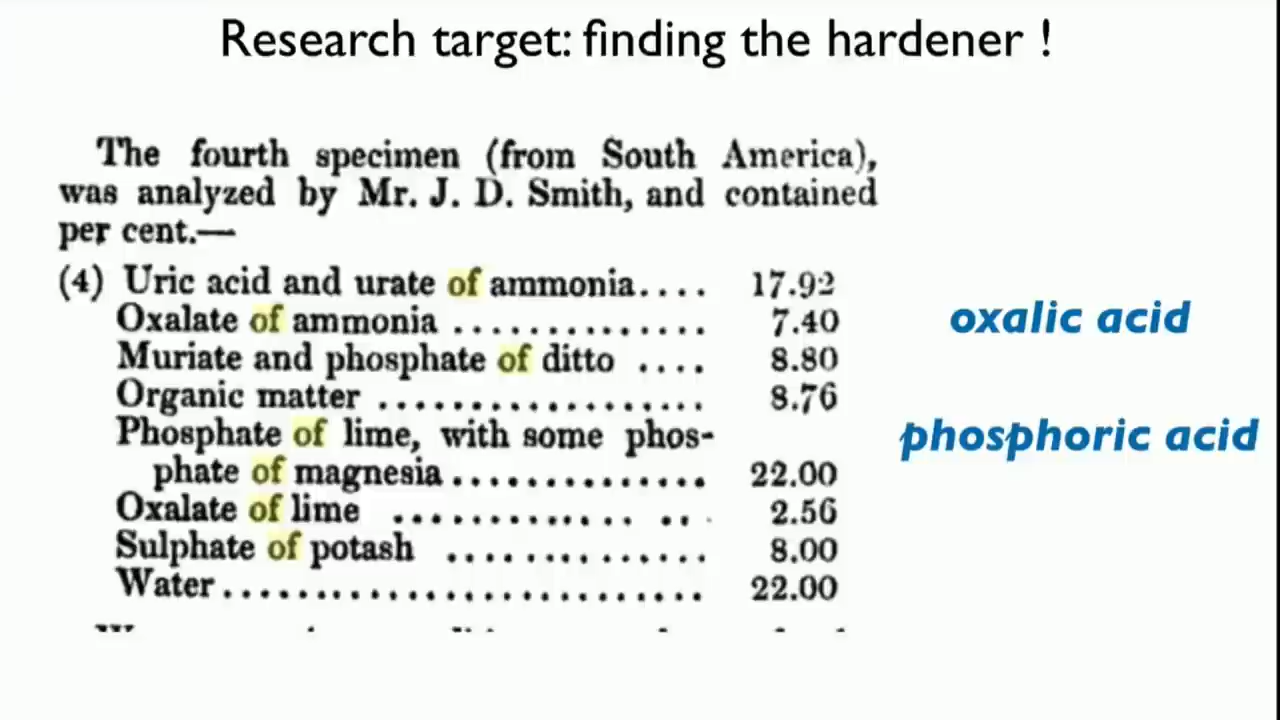 Research target: finding the hardener !
The fourth specimen (from South America),
was analyzed by Mr. J. D. Smith, and contained
per cent.—
(4) Uric acid and urate of ammonia.... 17.92
Oxalate of ammonia .............. 7.40
oxalic acid
Muriate and phosphate of ditto .... 8.80
Organic matter .................. 8.76
Phosphate of lime, with some phos-
phosphoric acid
phate of magnesia.............. 22.00
Oxalate of lime ............. .. . 2.56
Sulphate of potash .............. 8.00
Water.......................... 22.00